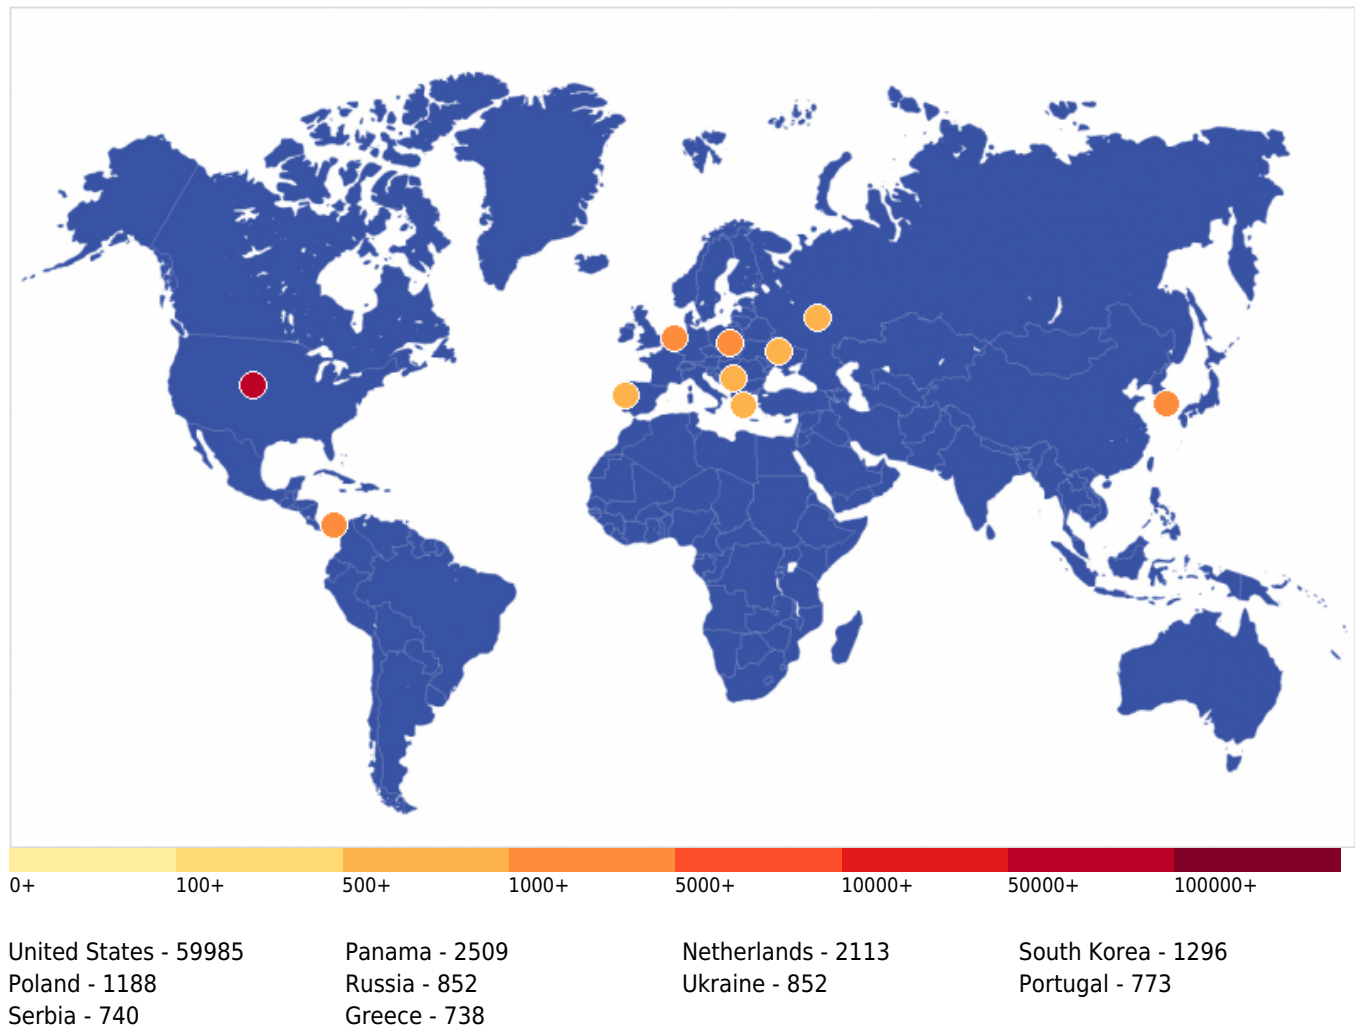 0+ 100+ 500+ 1000+ 5000+ 10000+ 50000+ 100000+
United States - 59985 Panama - 2509 Netherlands - 2113 South Korea - 1296
Poland - 1188 Russia - 852 Ukraine - 852 Portugal - 773
Serbia - 740 Greece - 738